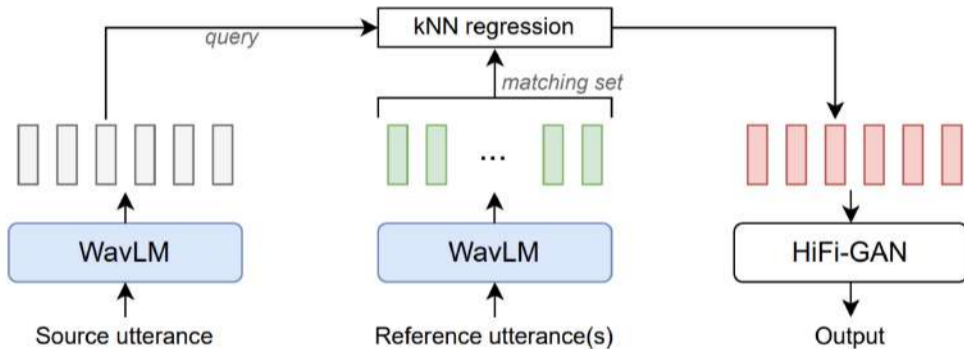 kNN regression
query
matching set
...
WavLM
WavLM
HiFi-GAN
Source utterance
Reference utterance(s)
Output